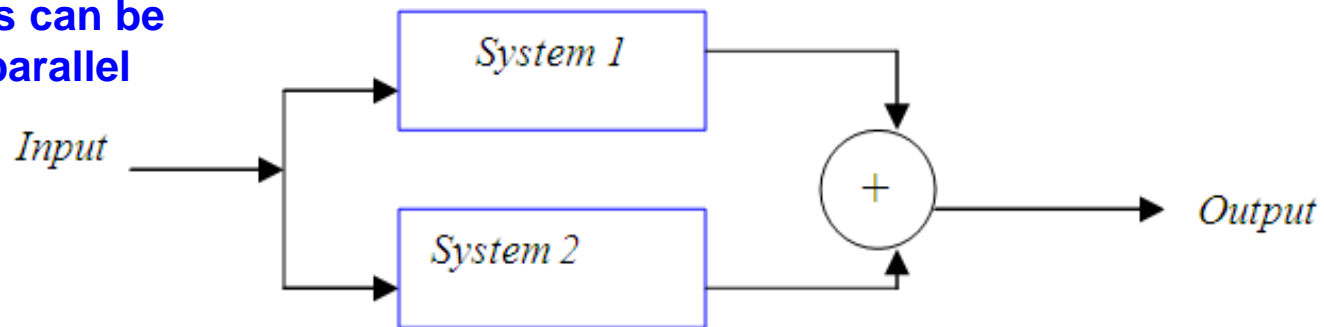 s can be
parallel
System 1
Input
+
System 2
Output